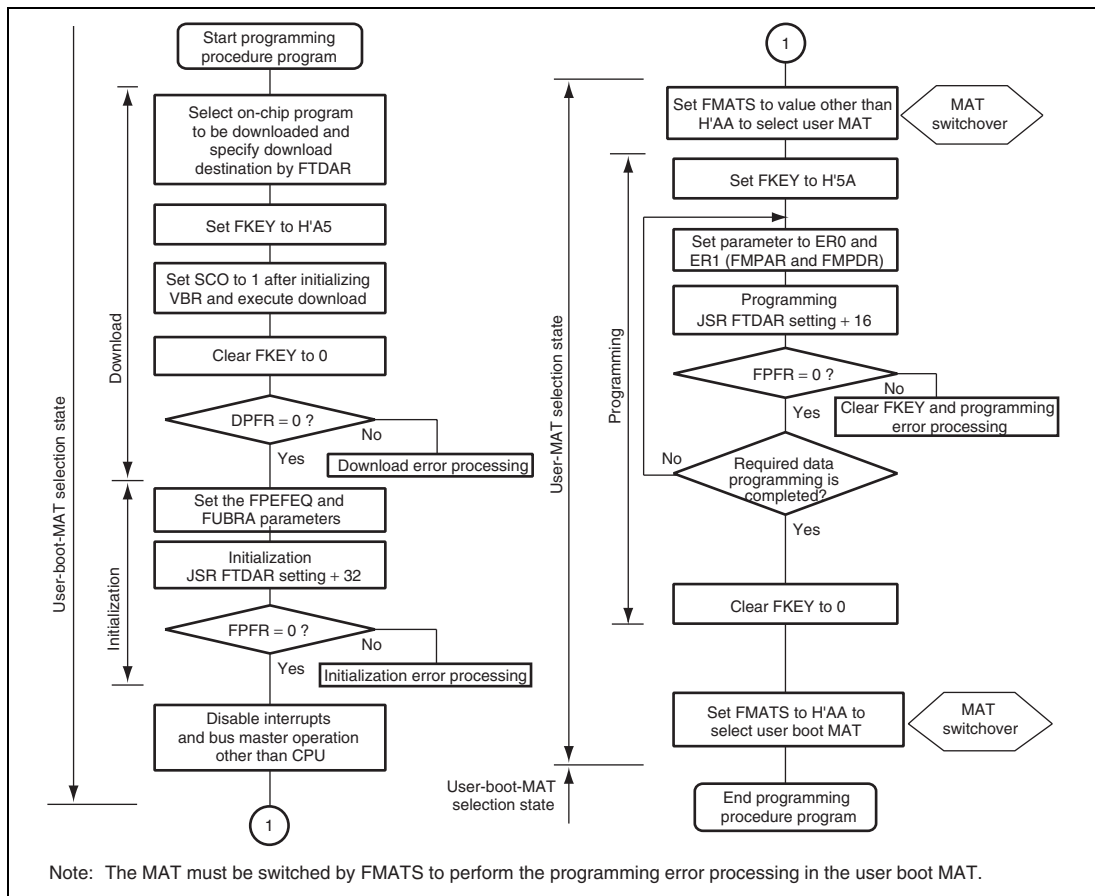 Start programming
procedure program
Select on-chip program
to be downloaded and
specify download
destination by FTDAR
Set FKEY to H'A5
Set SCO to 1 after initializing
VBR and execute download
Clear FKEY to 0
DPFR = 0 ?
No
Yes
Download error processing
Set the FPEFEQ and
FUBRA parameters
Initialization
JSR FTDAR setting + 32
FPFR = 0 ?
No
Yes
Initialization error processing
Disable interrupts
and bus master operation
other than CPU
1
Download
Initialization
User-boot-MAT selection state
1
Set FMATS to value other than
H'AA to select user MAT
MAT
switchover
Set FKEY to H'5A
Set parameter to ER0 and
ER1 (FMPAR and FMPDR)
Programming
JSR FTDAR setting + 16
FPFR = 0 ?
No
Yes
Clear FKEY and programming
error processing
No
Required data
programming is
completed?
Yes
Clear FKEY to 0
Set FMATS to H'AA to
select user boot MAT
MAT
switchover
End programming
procedure program
Programming
User-MAT selection state
User-boot-MAT
selection state
Note: The MAT must be switched by FMATS to perform the programming error processing in the user boot MAT.